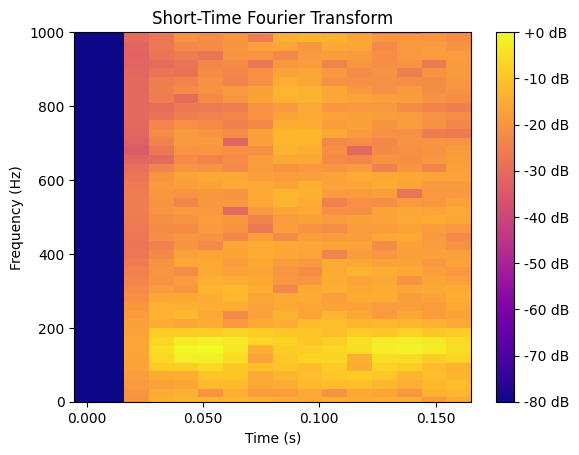 Short-Time Fourier Transform
1000
800
600
400
200
0
Frequency (Hz)
0.000
0.050
0.100
0.150
Time (s)
+0 dB
-10 dB
-20 dB
-30 dB
-40 dB
-50 dB
-60 dB
-70 dB
-80 dB